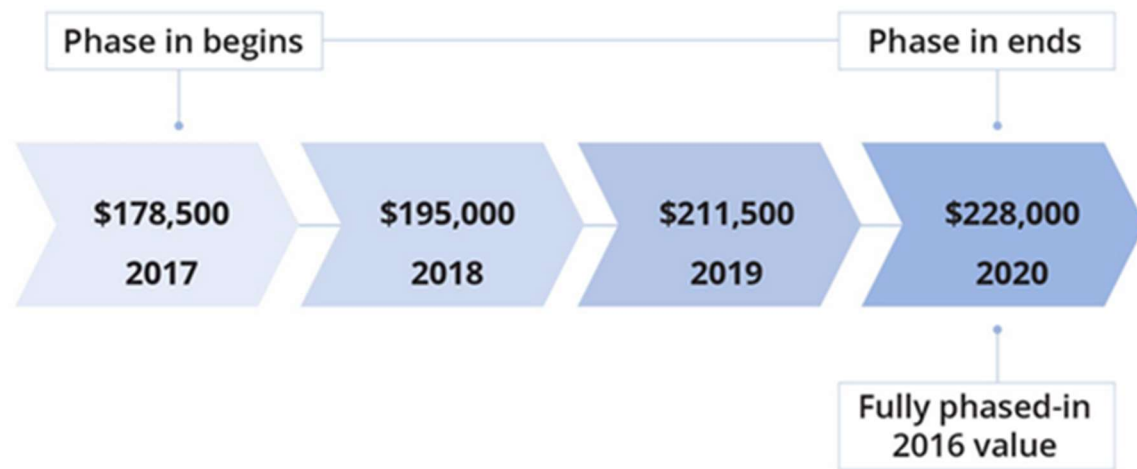 Phase in begins
Phase in ends
$178,500
2017
$195,000
2018
$211,500
2019
$228,000
2020
Fully phased-in
2016 value